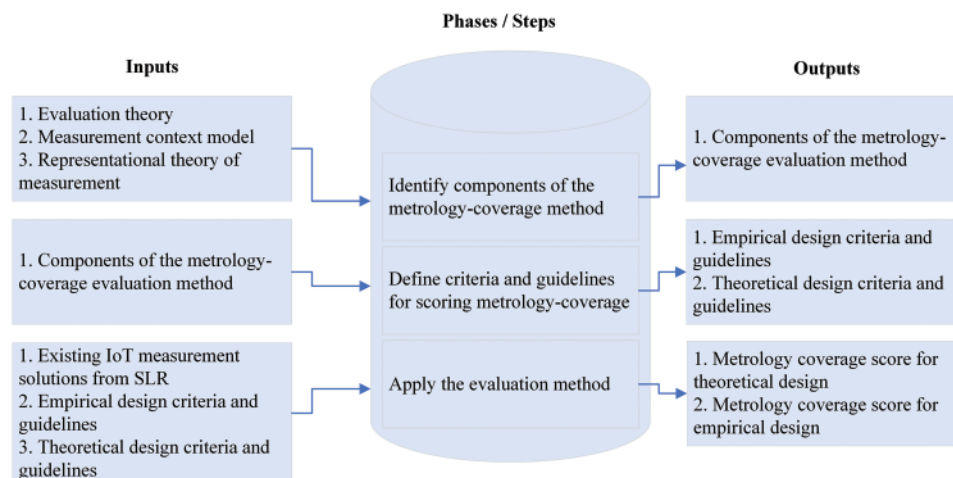 Phases / Steps
Inputs
Outputs
1. Evaluation theory
2. Measurement context model
3. Representational theory of
measurement
Identify components of the
metrology-coverage method
1. Components of the metrology-
coverage evaluation method
1. Components of the metrology-
coverage evaluation method
Define criteria and guidelines
for scoring metrology-coverage
1. Empirical design criteria and
guidelines
2. Theoretical design criteria and
guidelines
1. Existing IoT measurement
solutions from SLR
2. Empirical design criteria and
guidelines
3. Theoretical design criteria and
guidelines
Apply the evaluation method
1. Metrology coverage score for
theoretical design
2. Metrology coverage score for
empirical design